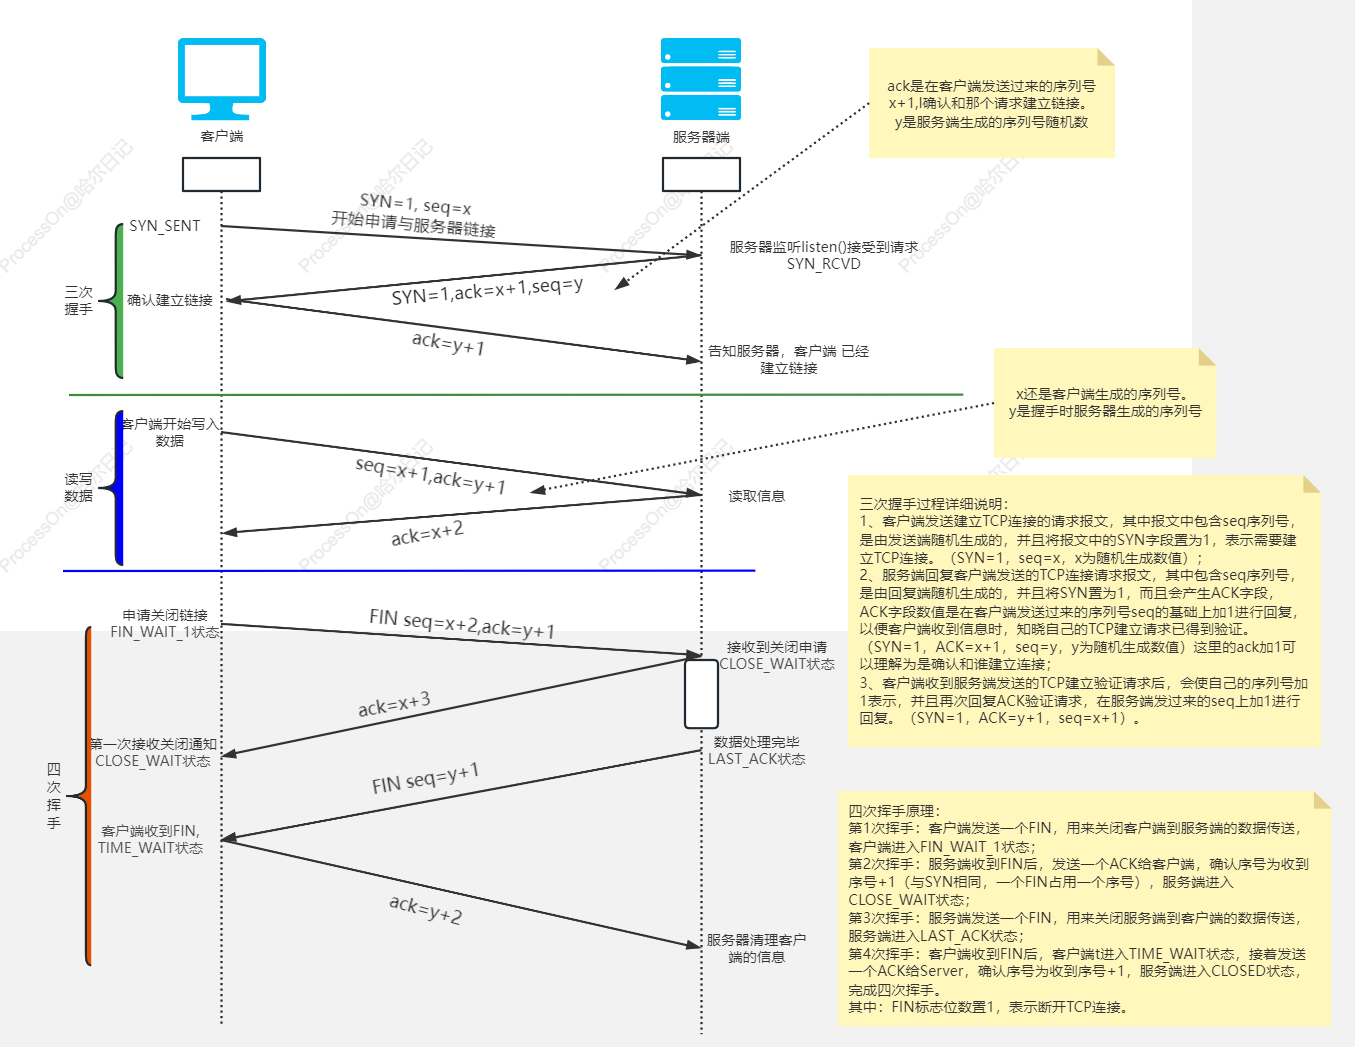 客户端
服务器端
ack是在客户端发送过来的序列号
x+1,I确认和那个请求建立链接。
y是服务端生成的序列号随机数
SYN_SENT
SYN=1, seq=x
开始申请与服务器链接
服务器监听listen()接受到请求
SYN_RCVD
三次
握手
确认建立链接
SYN=1,ack=x+1,seq=y
ack=y+1
告知服务器，客户端 已经
建立链接
x还是客户端生成的序列号。
y是握手时服务器生成的序列号
客户端开始写入
数据
读写
数据
seq=x+1,ack=y+1
读取信息
ack=x+2
三次握手过程详细说明：
1、客户端发送建立TCP连接的请求报文，其中报文中包含seq序列号，
是由发送端随机生成的，并且将报文中的SYN字段置为1，表示需要建
立TCP连接。（SYN=1，seq=x，x为随机生成数值）；
2、服务端回复客户端发送的TCP连接请求报文，其中包含seq序列号，
是由回复端随机生成的，并且将SYN置为1，而且会产生ACK字段，
ACK字段数值是在客户端发送过来的序列号seq的基础上加1进行回复，
以便客户端收到信息时，知晓自己的TCP建立请求已得到验证。
（SYN=1，ACK=x+1，seq=y，y为随机生成数值）这里的ack加1可
以理解为是确认和谁建立连接；
3、客户端收到服务端发送的TCP建立验证请求后，会使自己的序列号加
1表示，并且再次回复ACK验证请求，在服务端发过来的seq上加1进行
回复。（SYN=1，ACK=y+1，seq=x+1）。
申请关闭链接
FIN_WAIT_1状态
FIN seq=x+2,ack=y+1
接收到关闭申请
CLOSE_WAIT状态
ack=x+3
第一次接收关闭通知
CLOSE_WAIT状态
数据处理完毕
LAST_ACK状态
四
次
挥
手
FIN seq=y+1
客户端收到FIN，
TIME_WAIT状态
ack=y+2
服务器清理客户
端的信息
四次挥手原理：
第1次挥手：客户端发送一个FIN，用来关闭客户端到服务端的数据传送，
客户端进入FIN_WAIT_1状态；
第2次挥手：服务端收到FIN后，发送一个ACK给客户端，确认序号为收到
序号+1（与SYN相同，一个FIN占用一个序号），服务端进入
CLOSE_WAIT状态；
第3次挥手：服务端发送一个FIN，用来关闭服务端到客户端的数据传送，
服务端进入LAST_ACK状态；
第4次挥手：客户端收到FIN后，客户端t进入TIME_WAIT状态，接着发送
一个ACK给Server，确认序号为收到序号+1，服务端进入CLOSED状态，
完成四次挥手。
其中：FIN标志位数置1，表示断开TCP连接。
ProcessOn@哈尔日记
ProcessOn@哈尔日记
ProcessOn@哈尔日记
ProcessOn@哈尔日记
ProcessOn@哈尔日记
ProcessOn@哈尔日记
ProcessOn@哈尔日记